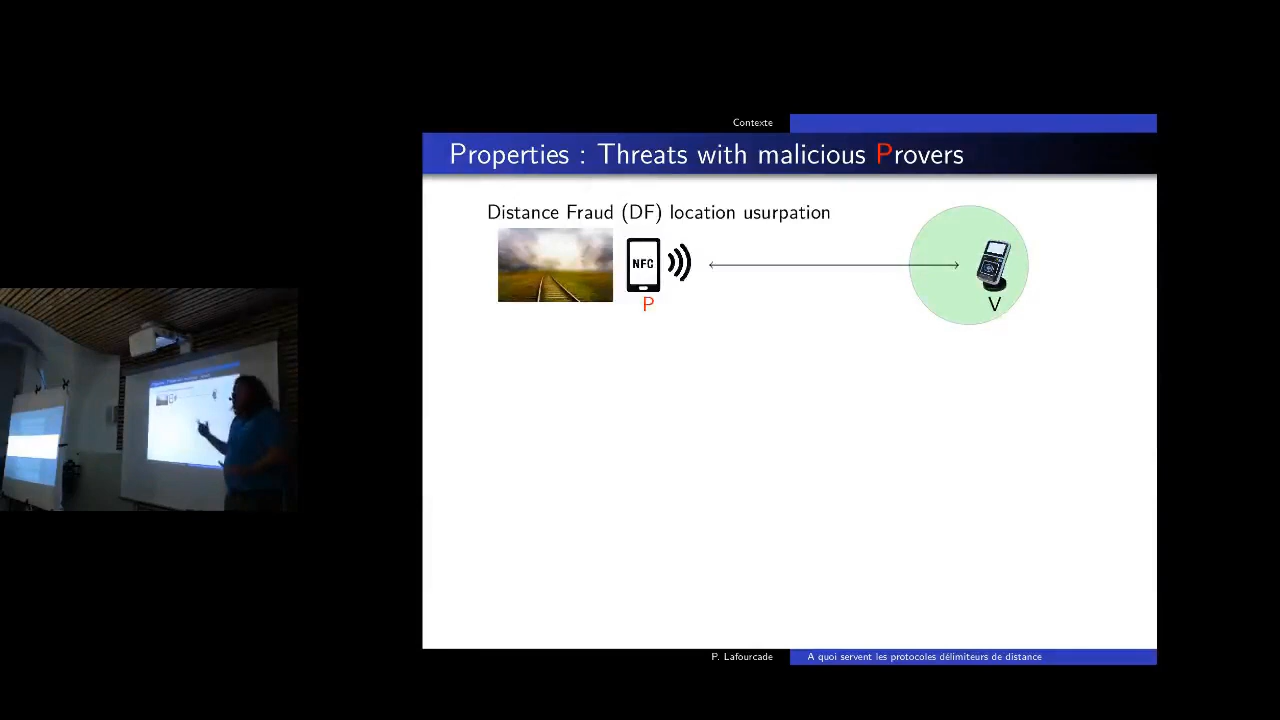 Contexte
Properties : Threats with malicious Provers
Distance Fraud (DF) location usurpation
NFC
P
V
P. Lafourcade
A quoi servent les protocoles délimiteurs de distance